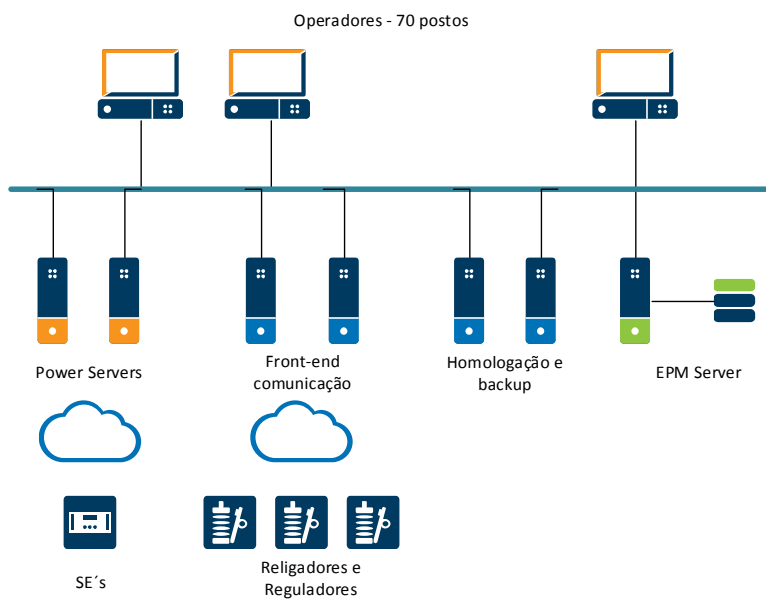 Operadores - 70 postos
Power Servers
Front-end
comunicação
Homologação e
backup
EPM Server
SE´s
Religadores e
Reguladores